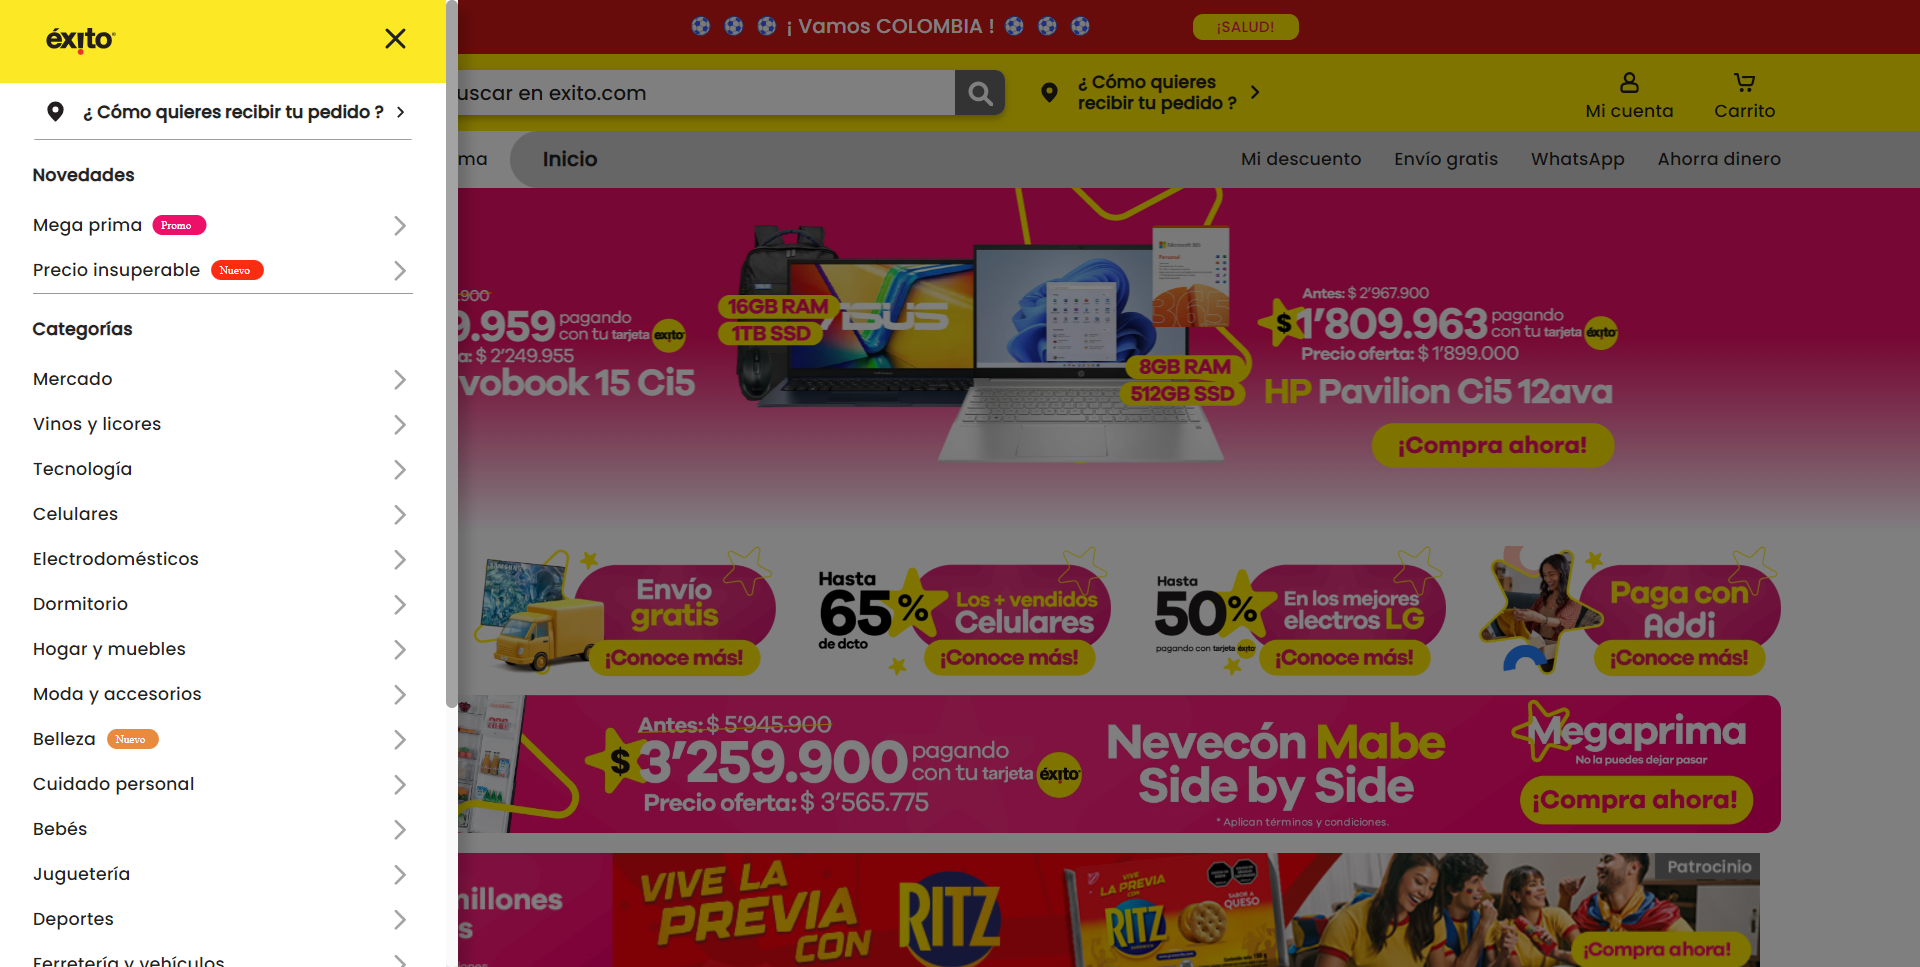 éxito
¿ Cómo quieres recibir tu pedido ?
Novedades
Mega prima Promo
Precio insuperable Nuevo
Categorías
Mercado
Vinos y licores
Tecnología
Celulares
Electrodomésticos
Dormitorio
Hogar y muebles
Moda y accesorios
Belleza Nuevo
Cuidado personal
Bebés
Juguetería
Deportes
Ferretería y vehículos
¡ Vamos COLOMBIA !
¡SALUD!
uscar en exito.com
¿ Cómo quieres
recibir tu pedido ?
Mi cuenta
Carrito
ma
Inicio
Mi descuento
Envío gratis
WhatsApp
Ahorra dinero
.900
9.959 pagando
con tu tarjeta éxito
a: $ 2'249.955
vobook 15 Ci5
16GB RAM
1TB SSD
ASUS
Microsoft 365
Personal
365
8GB RAM
512GB SSD
Antes: $ 2'967.900
$ 1'809.963 pagando
con tu tarjeta éxito
Precio oferta: $ 1'899.000
HP Pavilion Ci5 12ava
¡Compra ahora!
SAMSUNG
Envío
gratis
¡Conoce más!
Hasta
65%
de dcto
Los + vendidos
Celulares
¡Conoce más!
Hasta
50%
pagando con tarjeta éxito
En los mejores
electros LG
¡Conoce más!
Paga con
Addi
¡Conoce más!
Antes: $ 5'945.900
$ 3'259.900 pagando
con tu tarjeta éxito
Precio oferta: $ 3'565.775
Nevecón Mabe
Side by Side
* Aplican términos y condiciones.
Megaprima
No la puedes dejar pasar
¡Compra ahora!
millones
s
iones
VIVE LA
PREVIA
CON
RITZ
VIVE
LA PREVIA
CON
RITZ
SABOR A
QUESO
Patrocinio
¡Compra ahora!